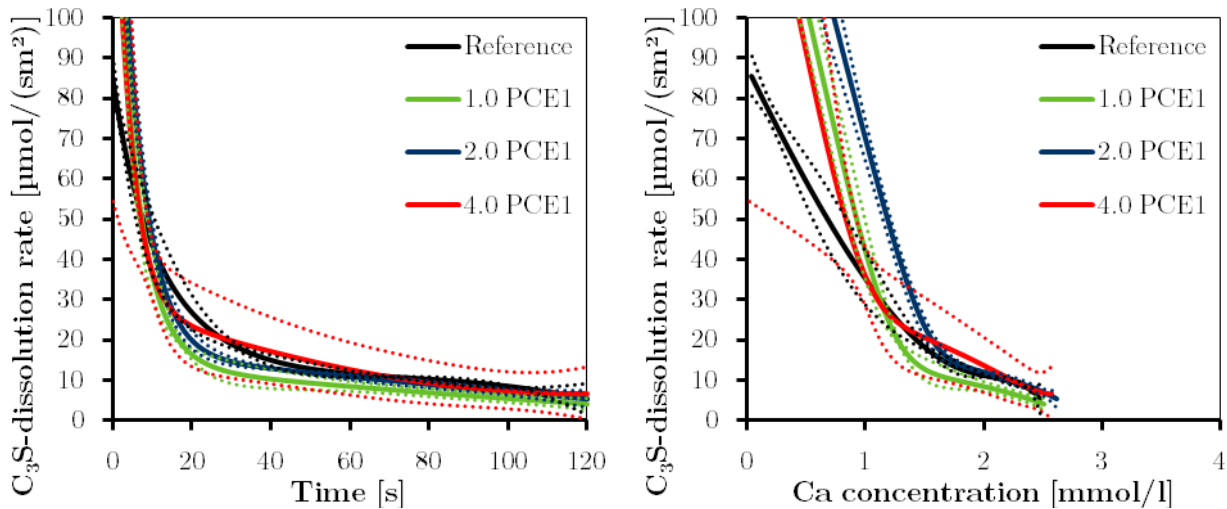 C₃S-dissolution rate [µmol/(sm²)]
100
90
80
70
60
50
40
30
20
10
0
0 20 40 60 80 100 120
Time [s]
Reference
1.0 PCE1
2.0 PCE1
4.0 PCE1
C₃S-dissolution rate [µmol/(sm²)]
100
90
80
70
60
50
40
30
20
10
0
0 1 2 3 4
Ca concentration [mmol/l]
Reference
1.0 PCE1
2.0 PCE1
4.0 PCE1